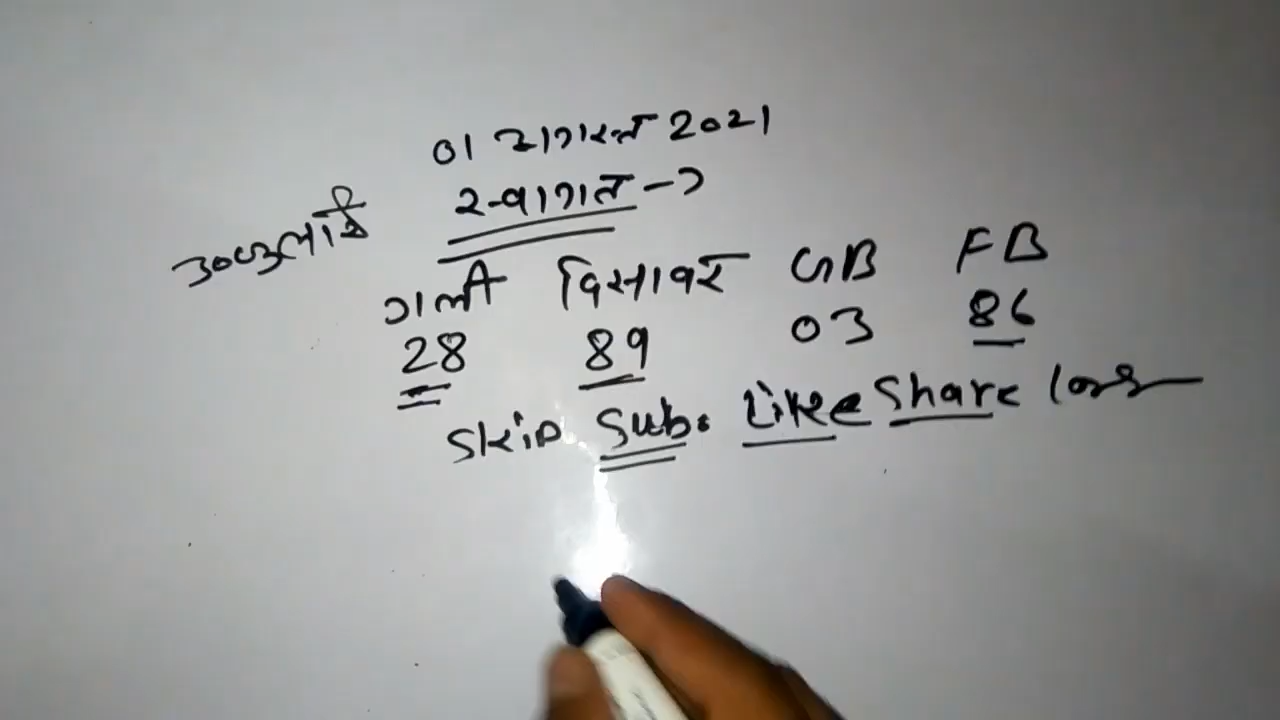 01 अगस्त 2021
स्वागत →
30 जुलाई
गली दिसावर GB FB
28 89 03 86
Skip Sub. Like Share